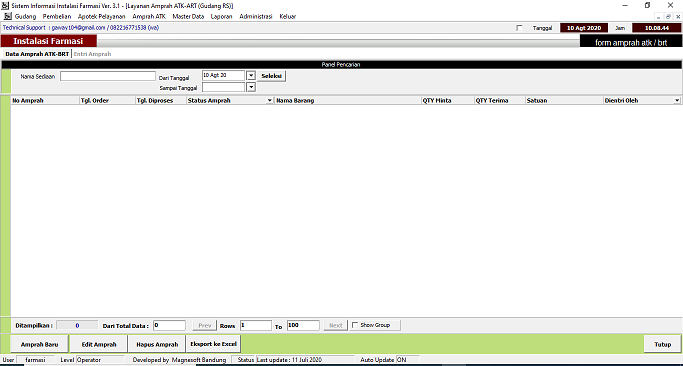 Sistem Informasi Instalasi Farmasi Ver. 3.1 - [Layanan Amprah ATK-ART (Gudang RS)]
Gudang Pembelian Apotek Pelayanan Amprah ATK Master Data Laporan Administrasi Keluar
Technical Support : gaway.104@gmail.com / 082216771538 (wa) Tanggal 10 Agt 2020 Jam 10.08.44
Instalasi Farmasi form amprah atk / brt
Data Amprah ATK-BRT Entri Amprah
Panel Pencarian
Nama Sediaan Dari Tanggal 10 Agt 20 Seleksi
Sampai Tanggal
No Amprah Tgl. Order Tgl. Diproses Status Amprah Nama Barang QTY Minta QTY Terima Satuan Dientri Oleh
Ditampilkan : 0 Dari Total Data : 0 Prev Rows 1 To 100 Next Show Group
Amprah Baru Edit Amprah Hapus Amprah Eksport ke Excel Tutup
User farmasi Level Operator Developed by Magnesoft Bandung Status Last update : 11 Juli 2020 Auto Update ON